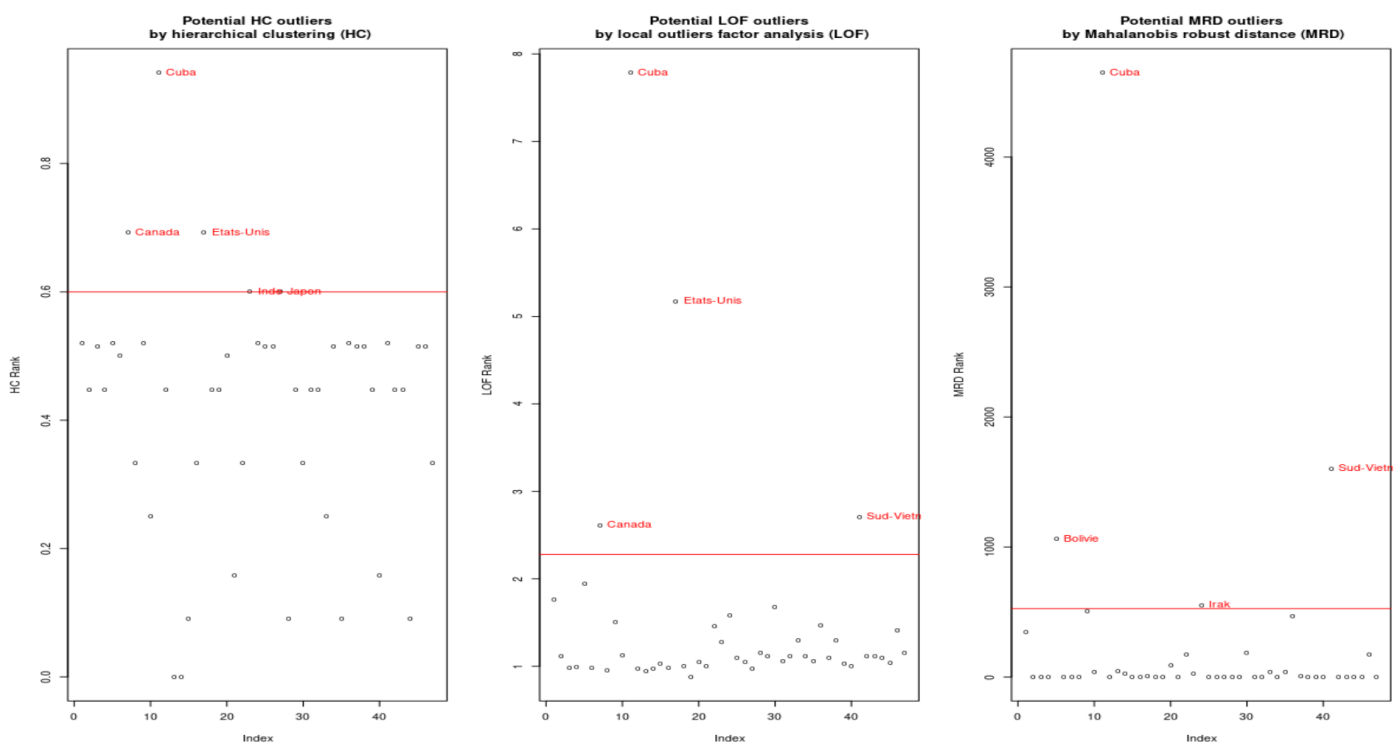 Potential HC outliers
by hierarchical clustering (HC)
Cuba
0.8
Canada
Etats-Unis
0.6
Japon
HC Rank
0.4
0.2
0.0
0
10
20
30
40
Index
Potential LOF outliers
by local outliers factor analysis (LOF)
8
Cuba
7
6
Etats-Unis
5
LOF Rank
4
3
Sud-Vietn
Canada
2
1
0
10
20
30
40
Index
Potential MRD outliers
by Mahalanobis robust distance (MRD)
Cuba
4000
3000
MRD Rank
2000
Sud-Vietn
1000
Bolivie
Irak
0
0
10
20
30
40
Index